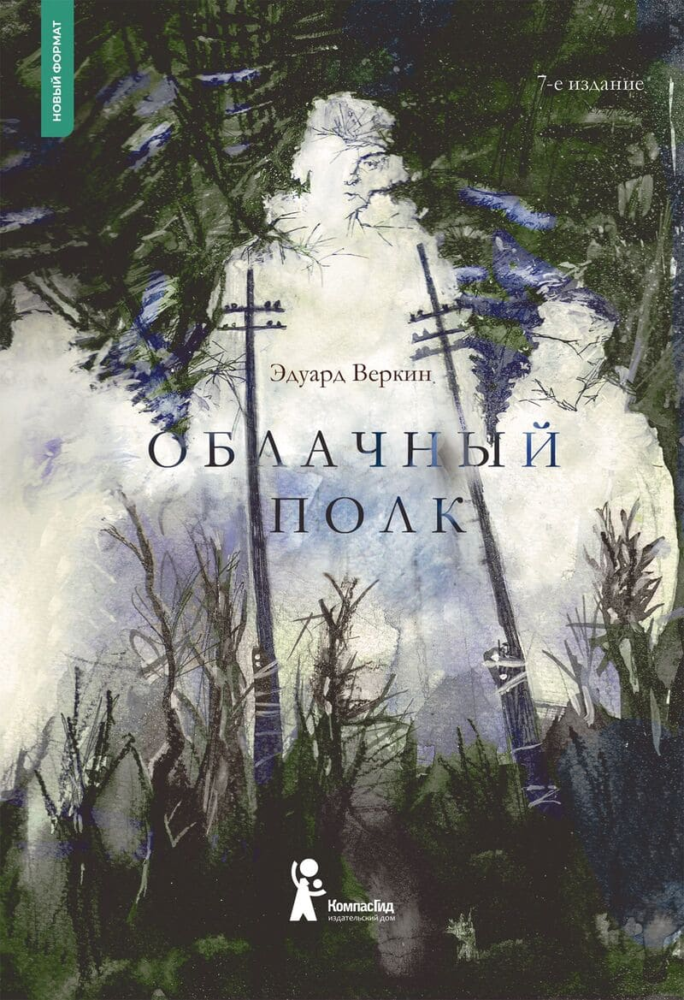 НОВЫЙ ФОРМАТ
7-е издание
Эдуард Веркин
ОБЛАЧНЫЙ
ПОЛК
КомпасГид
издательский дом